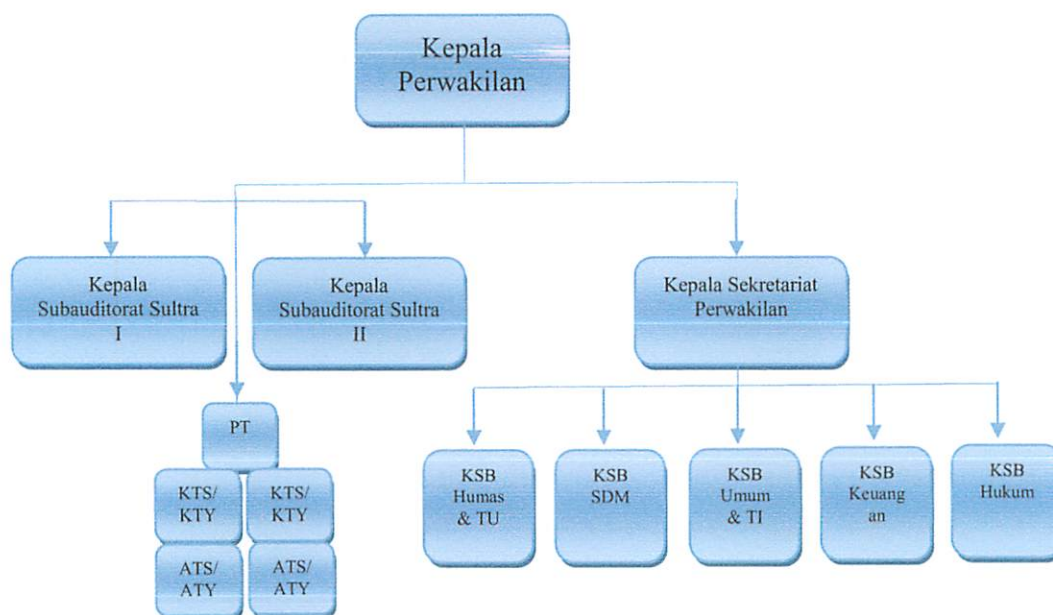 Kepala
Perwakilan
Kepala
Subauditorat Sultra
I
Kepala
Subauditorat Sultra
II
Kepala Sekretariat
Perwakilan
PT
KTS/
KTY
KTS/
KTY
ATS/
ATY
ATS/
ATY
KSB
Humas
& TU
KSB
SDM
KSB
Umum
& TI
KSB
Keuang
an
KSB
Hukum